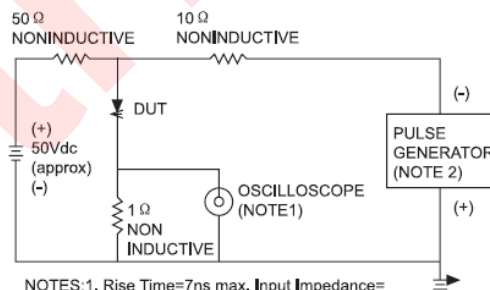 50 Ω
NONINDUCTIVE
10 Ω
NONINDUCTIVE
DUT
(+)
50Vdc
(approx)
(-)
1 Ω
NON
INDUCTIVE
OSCILLOSCOPE
(NOTE1)
(-)
PULSE
GENERATOR
(NOTE 2)
(+)
NOTES:1. Rise Time=7ns max. Input Impedance=